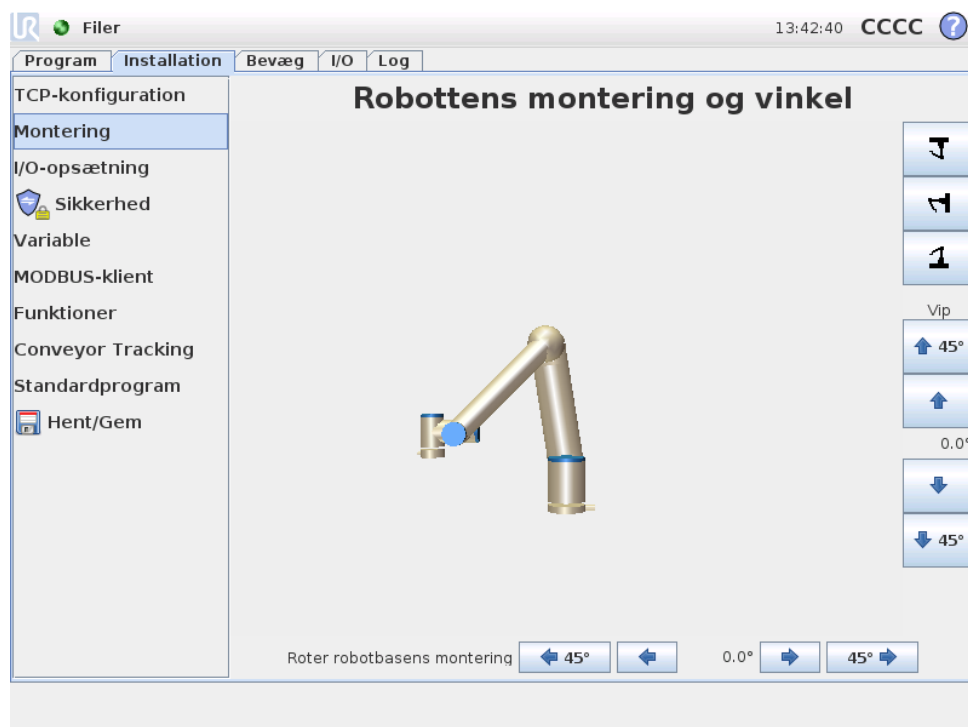 UR Filer 13:42:40 CCCC ?
Program Installation Bevæg I/O Log
TCP-konfiguration
Montering
I/O-opsætning
Sikkerhed
Variable
MODBUS-klient
Funktioner
Conveyor Tracking
Standardprogram
Hent/Gem
Robottens montering og vinkel
Vip
45°
0.0°
45°
Roter robotbasens montering 45° 0.0° 45°